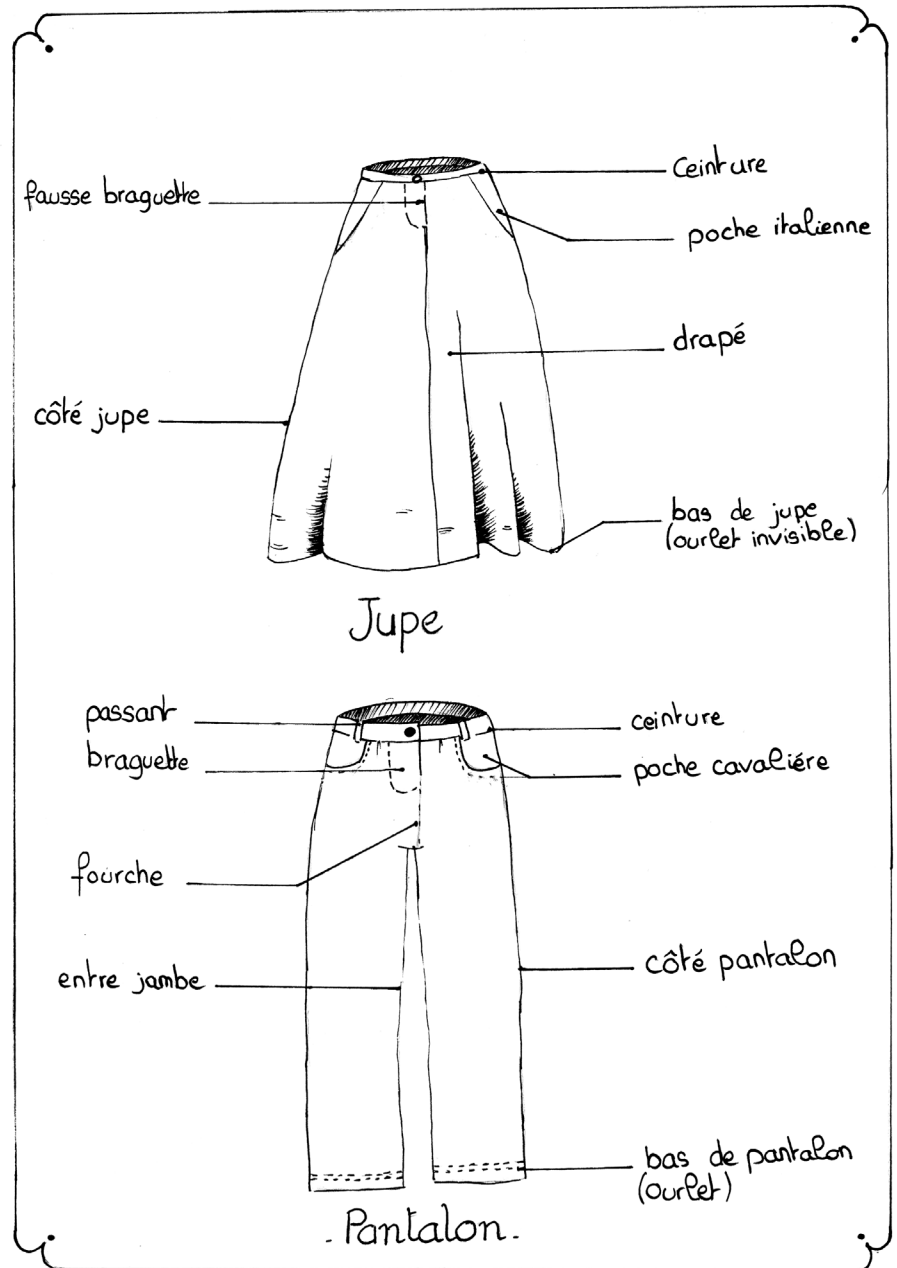 fausse braguette
Ceinture
poche italienne
drapé
côté jupe
bas de jupe
(ourlet invisible)
Jupe
passant
ceinture
braguette
poche cavaliére
fourche
côté pantalon
entre jambe
bas de pantalon
(ourlet)
. Pantalon .